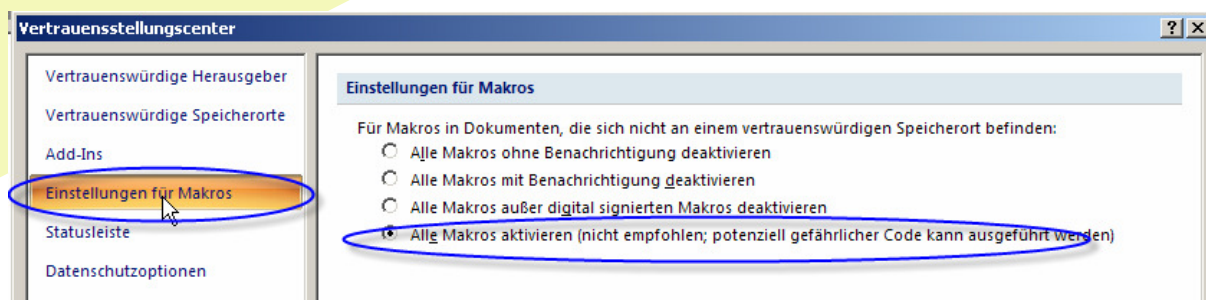 Vertrauensstellungscenter
Vertrauenswürdige Herausgeber
Vertrauenswürdige Speicherorte
Add-Ins
Einstellungen für Makros
Statusleiste
Datenschutzoptionen
Einstellungen für Makros
Für Makros in Dokumenten, die sich nicht an einem vertrauenswürdigen Speicherort befinden:
Alle Makros ohne Benachrichtigung deaktivieren
Alle Makros mit Benachrichtigung deaktivieren
Alle Makros außer digital signierten Makros deaktivieren
Alle Makros aktivieren (nicht empfohlen; potenziell gefährlicher Code kann ausgeführt werden)